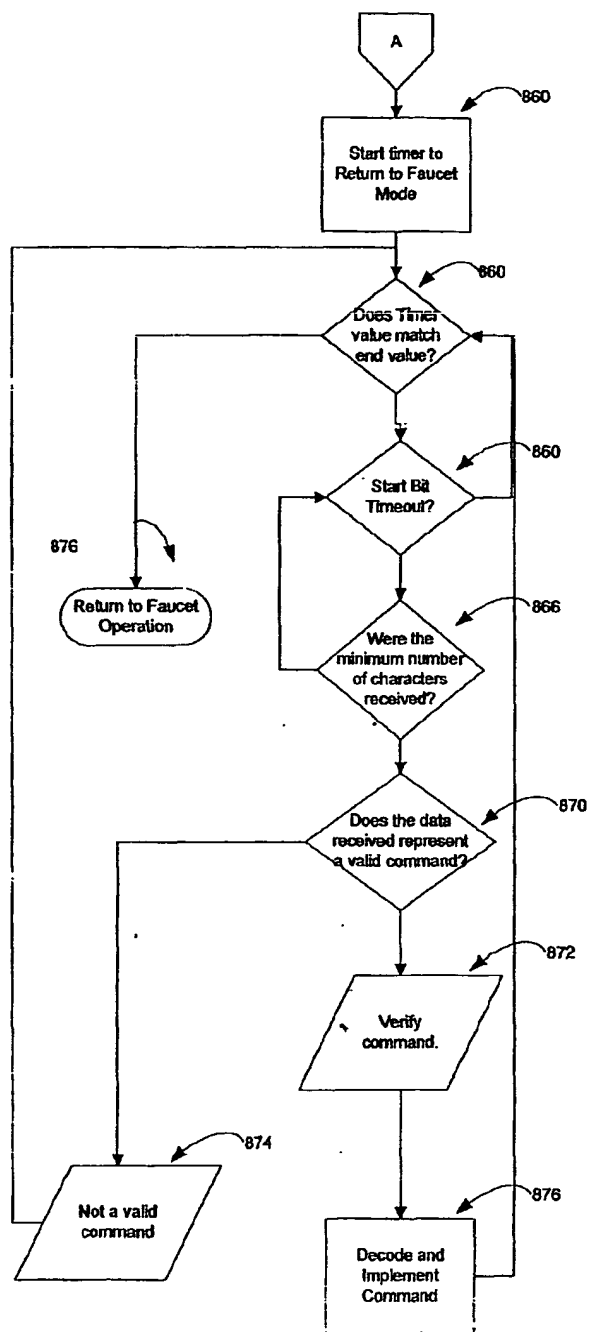 A
860
Start timer to
Return to Faucet
Mode
860
Does Timer
value match
end value?
860
Start Bit
Timeout?
876
Return to Faucet
Operation
866
Were the
minimum number
of characters
received?
870
Does the data
received represent
a valid command?
872
Verify
command.
874
Not a valid
command
876
Decode and
Implement
Command